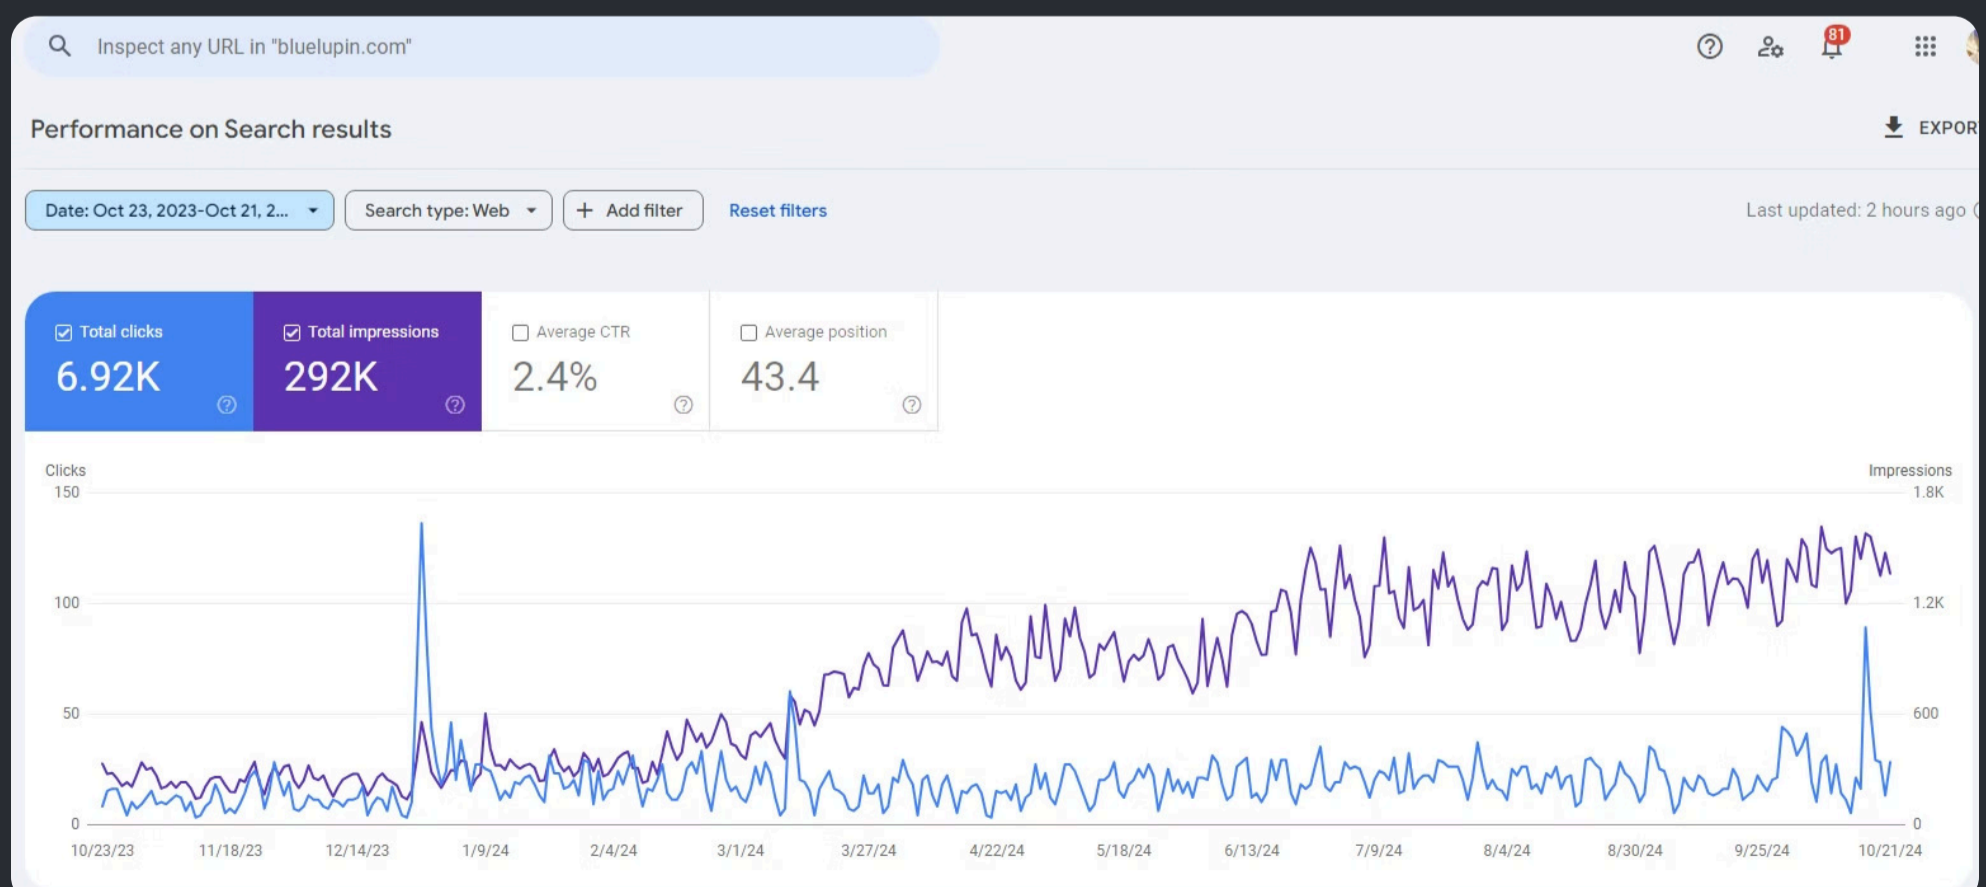 Inspect any URL in "bluelupin.com"
81
Performance on Search results
EXPOR
Date: Oct 23, 2023-Oct 21, 2...
Search type: Web
+ Add filter
Reset filters
Last updated: 2 hours ago
Total clicks
6.92K
Total impressions
292K
Average CTR
2.4%
Average position
43.4
Clicks
Impressions
150
1.8K
100
1.2K
50
600
0
0
10/23/23 11/18/23 12/14/23 1/9/24 2/4/24 3/1/24 3/27/24 4/22/24 5/18/24 6/13/24 7/9/24 8/4/24 8/30/24 9/25/24 10/21/24